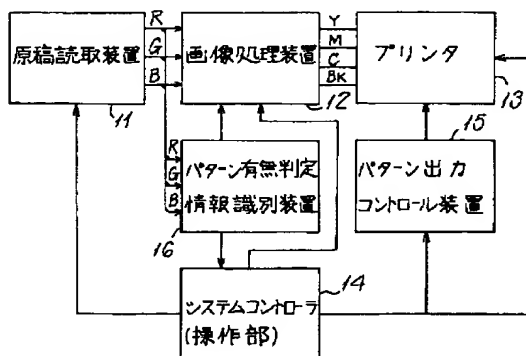 R
G
B
原稿読取装置
11
画像処理装置
12
Y
M
C
BK
プリンタ
13
R
G
B
パターン有無判定
情報識別装置
16
15
パターン出力
コントロール装置
14
システムコントローラ
(操作部)